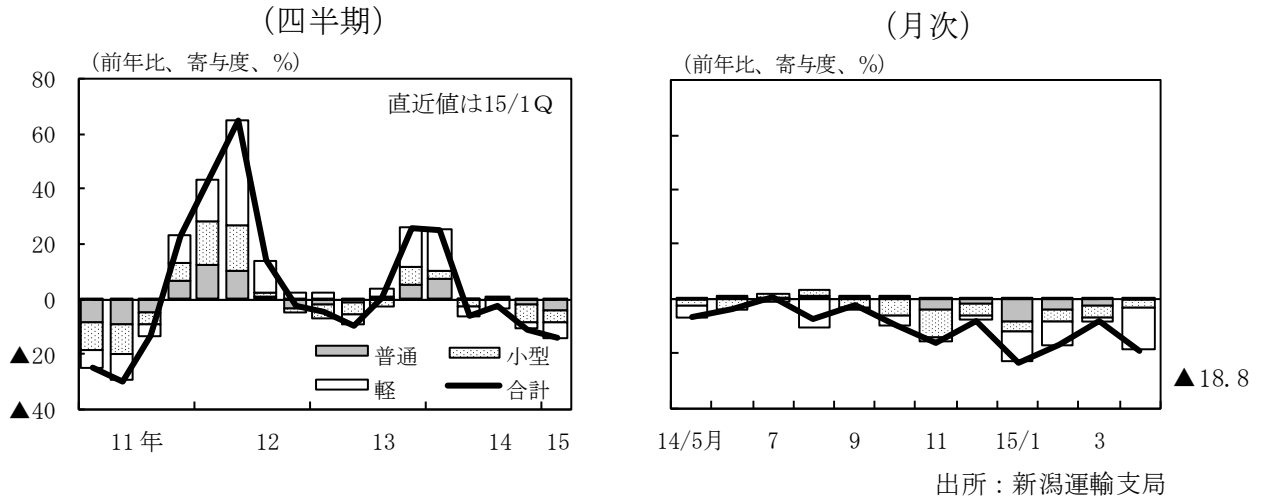 (四半期)
(前年比、寄与度、%)
80
60
40
20
0
▲20
▲40
直近値は15/1Q
普通
小型
軽
合計
11年
12
13
14
15
(月次)
(前年比、寄与度、%)
▲18.8
14/5月
7
9
11
15/1
3
出所：新潟運輸支局